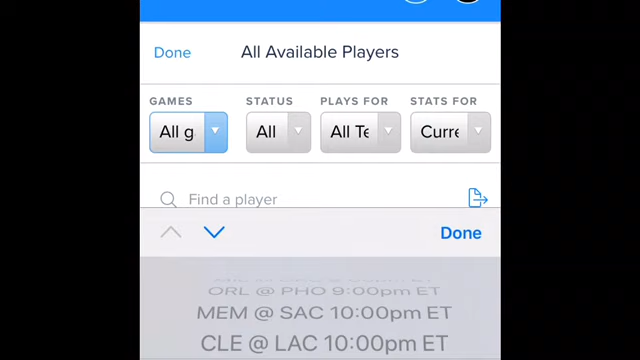 Done All Available Players
GAMES STATUS PLAYS FOR STATS FOR
All g All All Te Curre
Find a player
Done
ORL @ PHO 9:00pm ET
MEM @ SAC 10:00pm ET
CLE @ LAC 10:00pm ET